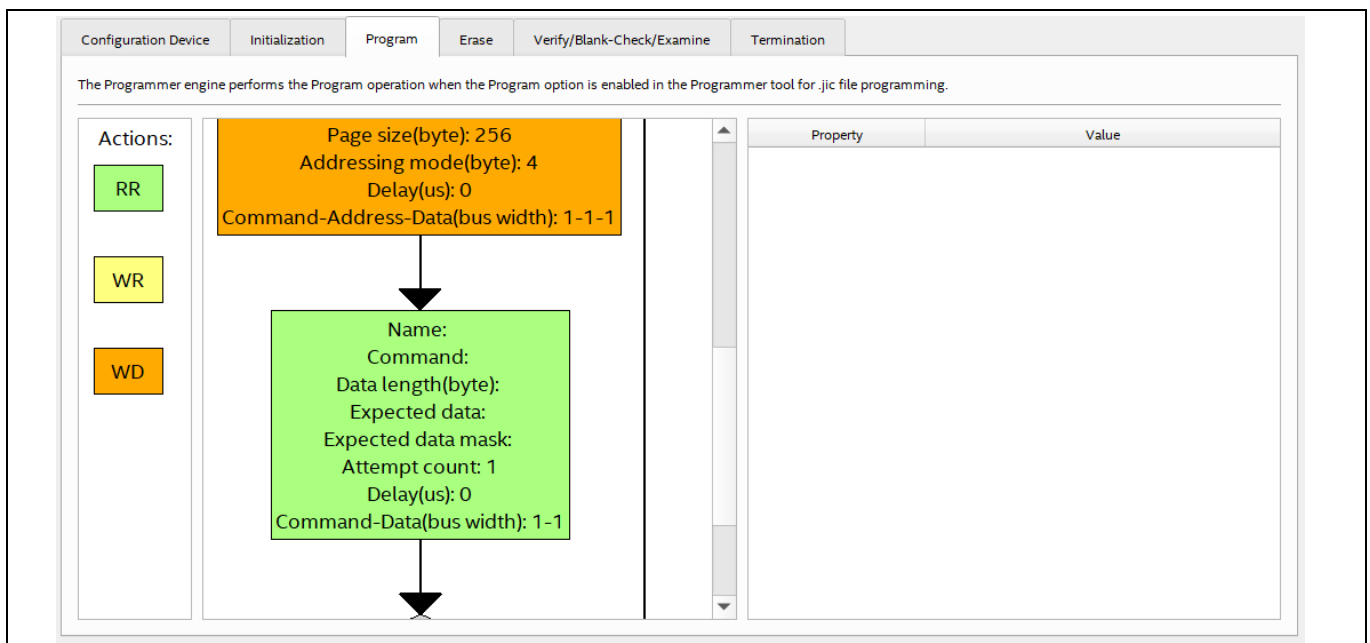 Configuration Device
Initialization
Program
Erase
Verify/Blank-Check/Examine
Termination
The Programmer engine performs the Program operation when the Program option is enabled in the Programmer tool for .jic file programming.
Actions:
RR
WR
WD
Page size(byte): 256
Addressing mode(byte): 4
Delay(us): 0
Command-Address-Data(bus width): 1-1-1
Name:
Command:
Data length(byte):
Expected data:
Expected data mask:
Attempt count: 1
Delay(us): 0
Command-Data(bus width): 1-1
Property
Value